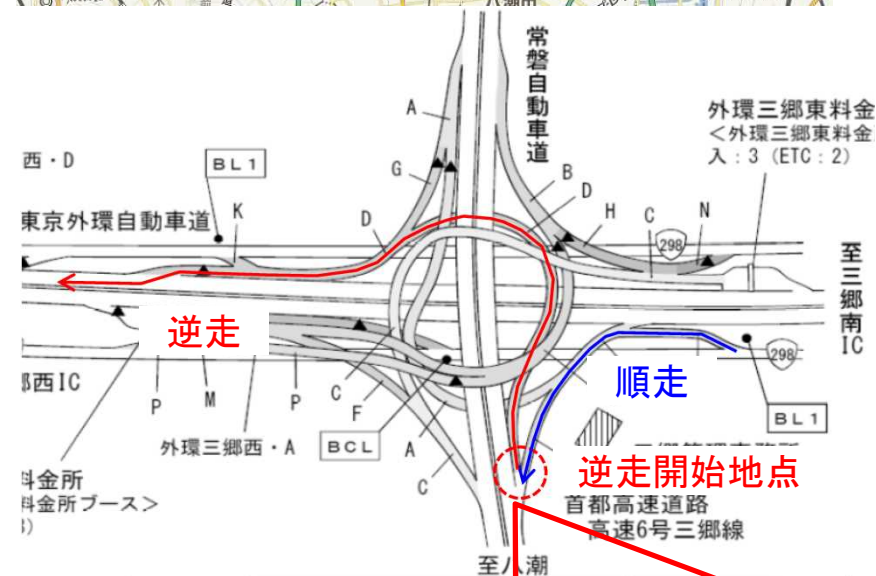 八潮市
常磐自動車道
外環三郷東料金
<外環三郷東料金
入:3 (ETC:2)
西・D
BL1
A
G
B
D
東京外環自動車道
K
D
H
C
N
298
至三郷南IC
逆走
順走
298
郷西IC
P
M
P
C
F
A
C
BL1
外環三郷西・A
BCL
料金所
料金所ブース>
3)
逆走開始地点
首都高速道路
高速6号三郷線
至八潮